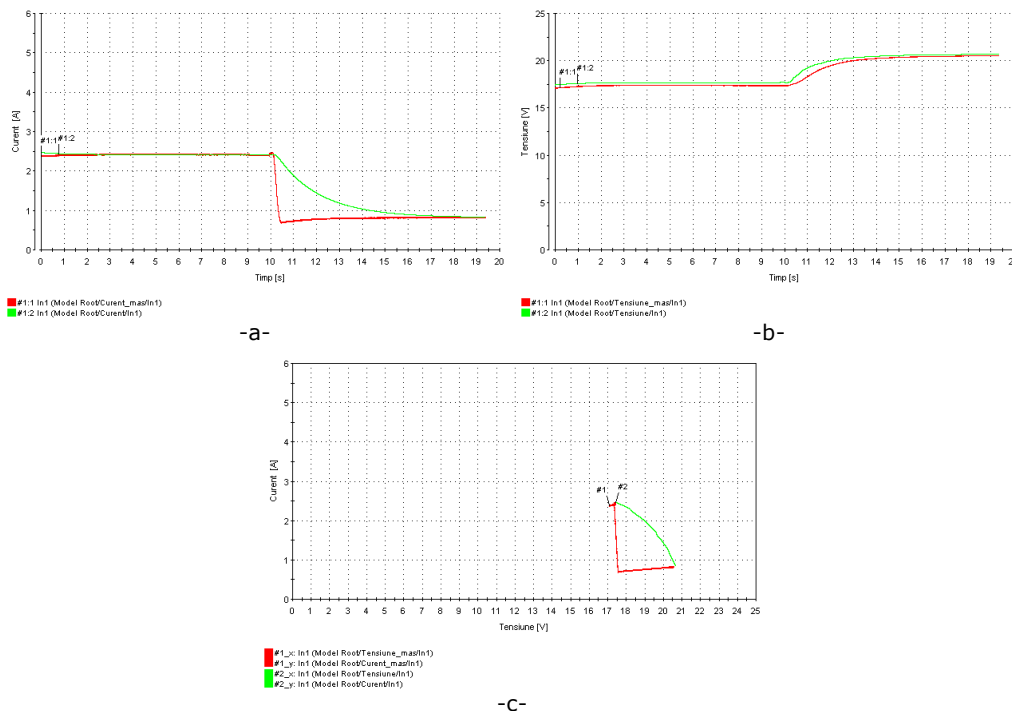 6
5
4
3
2
1
0
Curent [A]
#1:1
#1:2
0 1 2 3 4 5 6 7 8 9 10 11 12 13 14 15 16 17 18 19 20
Timp [s]
#1:1 In1 (Model Root/Curent_mas/In1)
#1:2 In1 (Model Root/Curent/In1)
-a-
25
20
15
10
5
0
Tensiune [V]
#1:1
#1:2
0 1 2 3 4 5 6 7 8 9 10 11 12 13 14 15 16 17 18 19 2
Timp [s]
#1:1 In1 (Model Root/Tensiune_mas/In1)
#1:2 In1 (Model Root/Tensiune/In1)
-b-
6
5
4
3
2
1
0
Curent [A]
#1
#2
0 1 2 3 4 5 6 7 8 9 10 11 12 13 14 15 16 17 18 19 20 21 22 23 24 25
Tensiune [V]
#1_x: In1 (Model Root/Tensiune_mas/In1)
#1_y: In1 (Model Root/Curent_mas/In1)
#2_x: In1 (Model Root/Tensiune/In1)
#2_y: In1 (Model Root/Curent/In1)
-c-